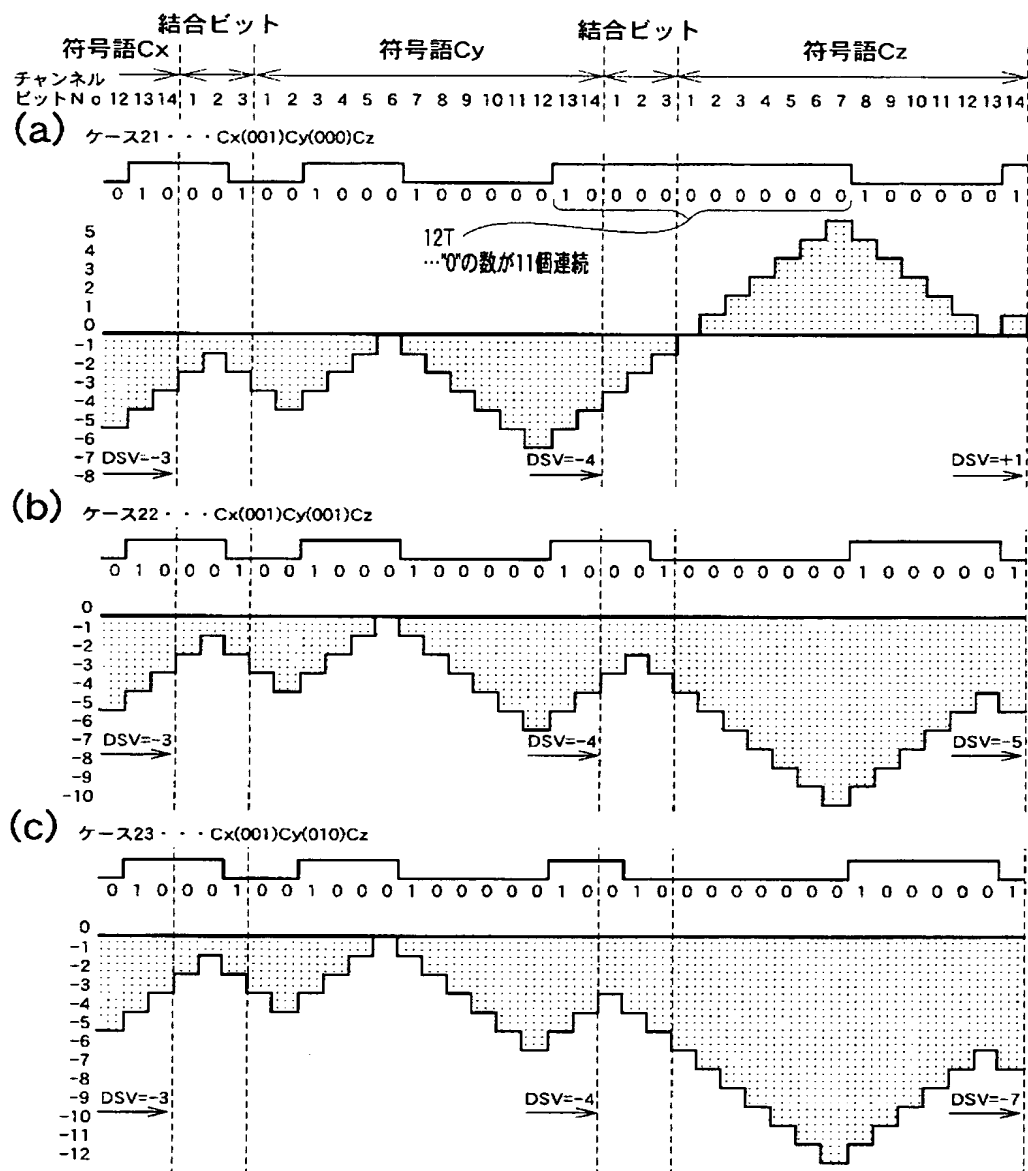 結合ビット 結合ビット
符号語Cx 符号語Cy 符号語Cz
チャンネル
ビットNo 12 13 14 1 2 3 1 2 3 4 5 6 7 8 9 10 11 12 13 14 1 2 3 1 2 3 4 5 6 7 8 9 10 11 12 13 14
(a) ケース21・・・Cx(001)Cy(000)Cz
0 1 0 0 0 1 0 0 1 0 0 0 1 0 0 0 0 0 1 0 0 0 0 0 0 0 0 0 0 0 1 0 0 0 0 0 1
12T
…"0"の数が11個連続
5
4
3
2
1
0
-1
-2
-3
-4
-5
-6
-7
-8
DSV=-3 DSV=-4 DSV=+1
(b) ケース22・・・Cx(001)Cy(001)Cz
0 1 0 0 0 1 0 0 1 0 0 0 1 0 0 0 0 0 1 0 0 0 1 0 0 0 0 0 0 0 1 0 0 0 0 0 1
0
-1
-2
-3
-4
-5
-6
-7
-8
-9
-10
DSV=-3 DSV=-4 DSV=-5
(c) ケース23・・・Cx(001)Cy(010)Cz
0 1 0 0 0 1 0 0 1 0 0 0 1 0 0 0 0 0 1 0 0 1 0 0 0 0 0 0 0 0 1 0 0 0 0 0 1
0
-1
-2
-3
-4
-5
-6
-7
-8
-9
-10
-11
-12
DSV=-3 DSV=-4 DSV=-7